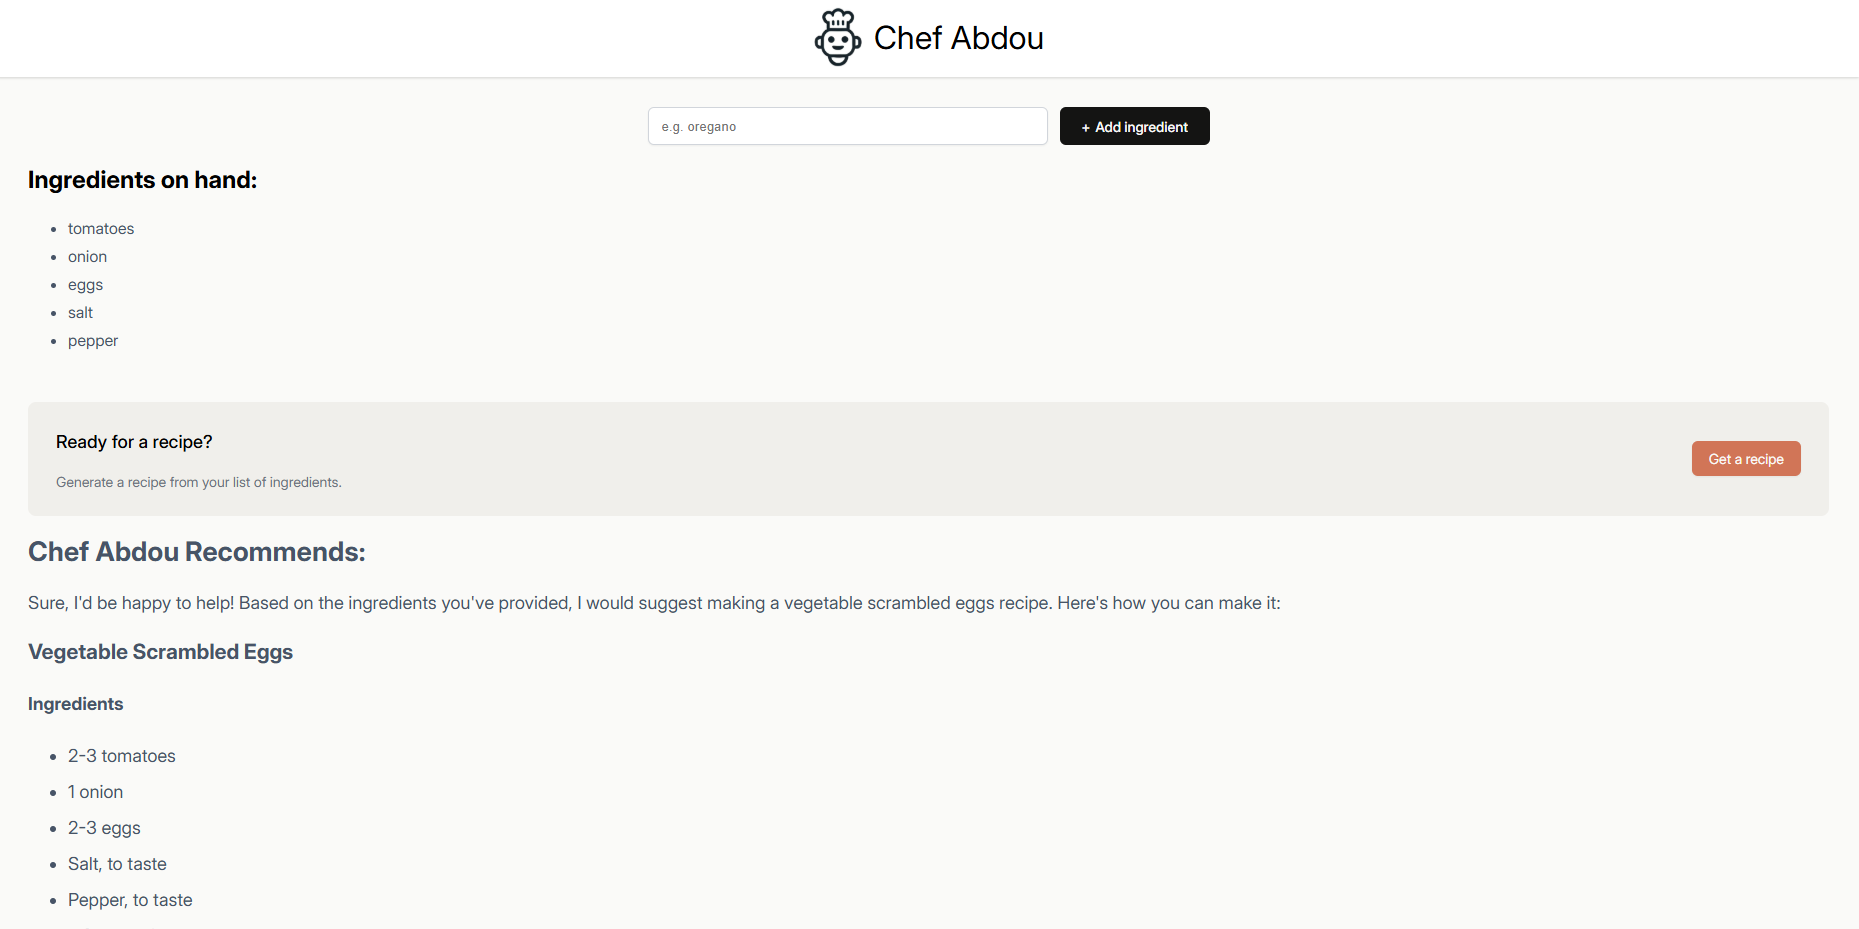 Chef Abdou
e.g. oregano
+ Add ingredient
Ingredients on hand:
• tomatoes
• onion
• eggs
• salt
• pepper
Ready for a recipe?
Generate a recipe from your list of ingredients.
Get a recipe
Chef Abdou Recommends:
Sure, I'd be happy to help! Based on the ingredients you've provided, I would suggest making a vegetable scrambled eggs recipe. Here's how you can make it:
Vegetable Scrambled Eggs
Ingredients
• 2-3 tomatoes
• 1 onion
• 2-3 eggs
• Salt, to taste
• Pepper, to taste